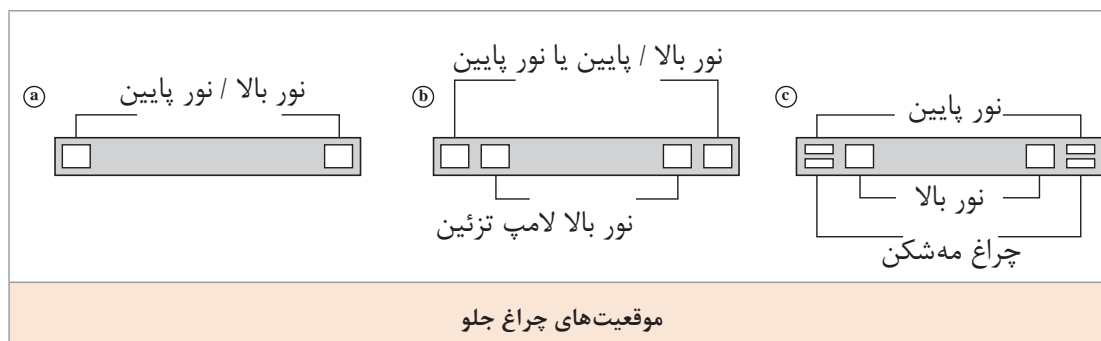 ⓐ
نور بالا / نور پایین
ⓑ
نور بالا / پایین یا نور پایین
نور بالا لامپ تزئین
ⓒ
نور پایین
نور بالا
چراغ مه‌شکن
موقعیت‌های چراغ جلو